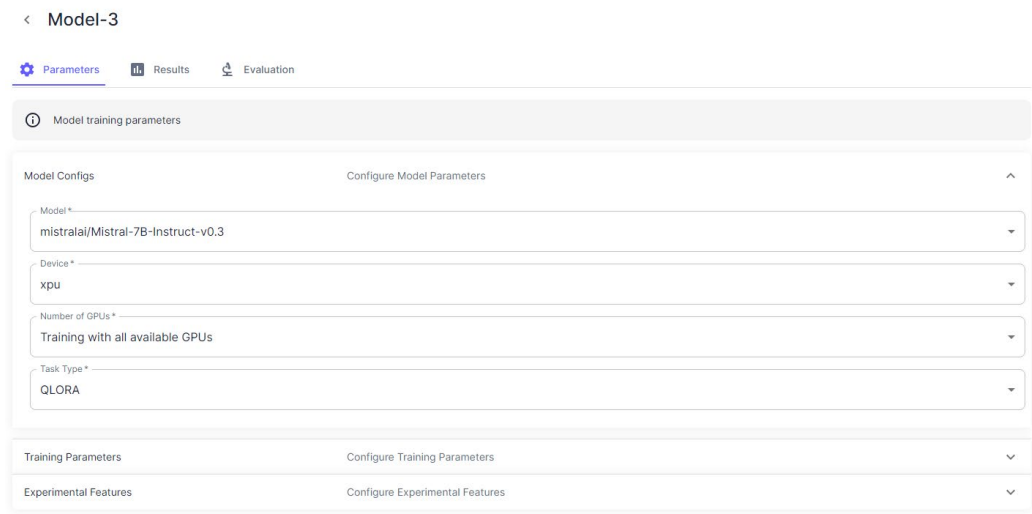 Model-3
Parameters Results Evaluation
Model training parameters
Model Configs Configure Model Parameters
Model *
mistralai/Mistral-7B-Instruct-v0.3
Device *
xpu
Number of GPUs *
Training with all available GPUs
Task Type *
QLORA
Training Parameters Configure Training Parameters
Experimental Features Configure Experimental Features